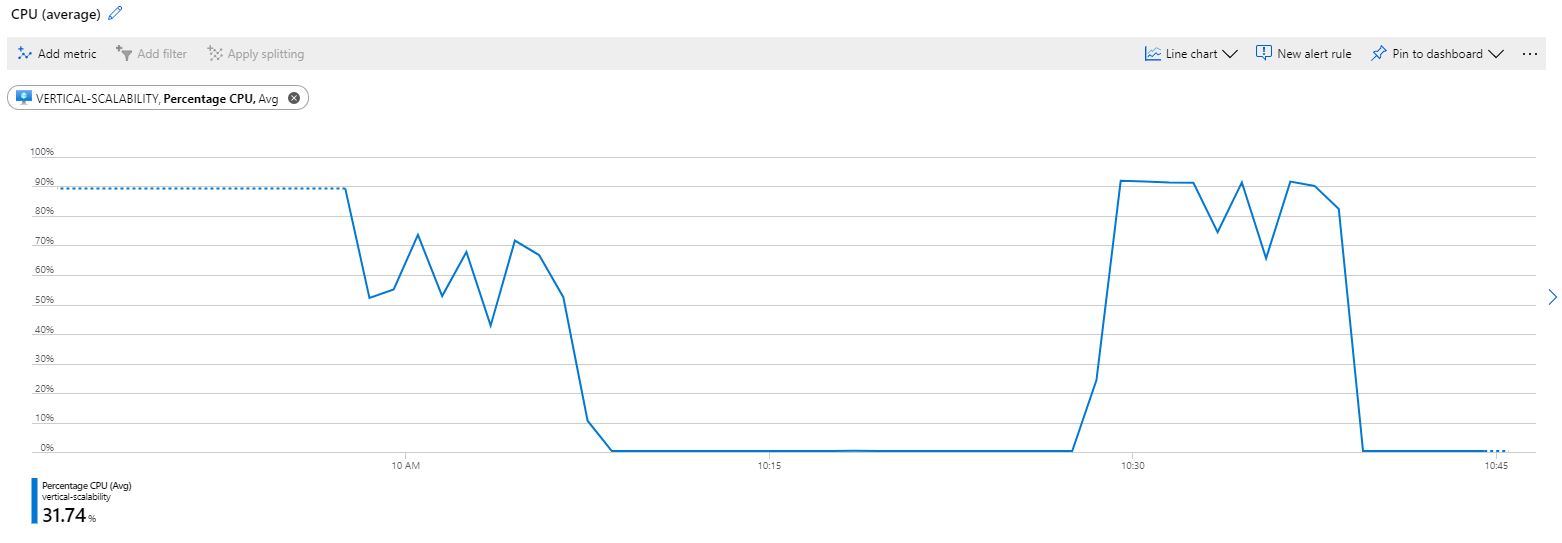 CPU (average)
Add metric Add filter Apply splitting Line chart New alert rule Pin to dashboard ...
VERTICAL-SCALABILITY, Percentage CPU, Avg
100%
90%
80%
70%
60%
50%
40%
30%
20%
10%
0%
10 AM 10:15 10:30 10:45
Percentage CPU (Avg)
vertical-scalability
31.74 %